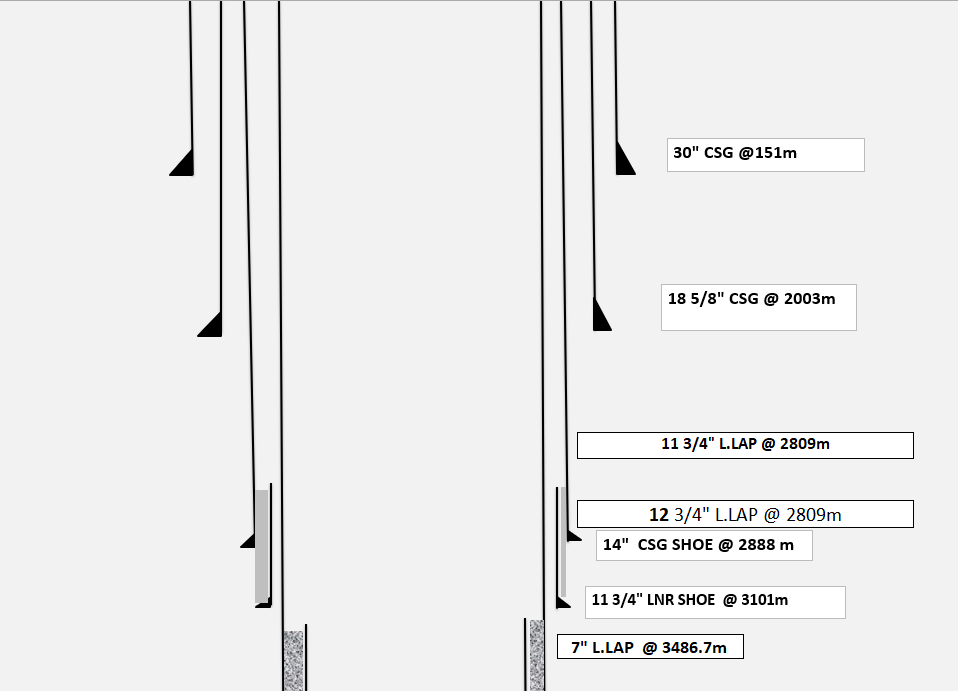 30" CSG @151m
18 5/8" CSG @ 2003m
11 3/4" L.LAP @ 2809m
12 3/4" L.LAP @ 2809m
14"  CSG SHOE @ 2888 m
11 3/4" LNR SHOE  @ 3101m
7" L.LAP  @ 3486.7m